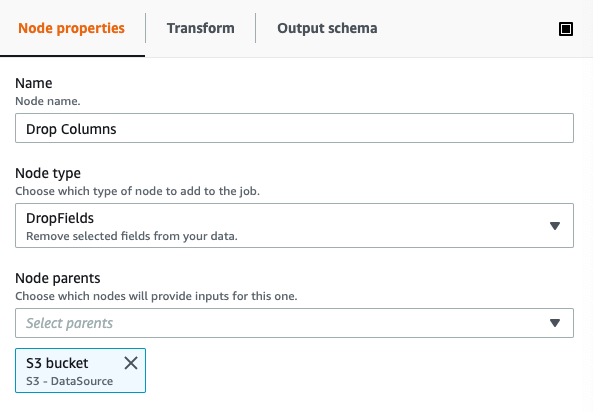 Node properties Transform Output schema
Name
Node name.
Drop Columns
Node type
Choose which type of node to add to the job.
DropFields
Remove selected fields from your data.
Node parents
Choose which nodes will provide inputs for this one.
Select parents
S3 bucket
S3 - DataSource